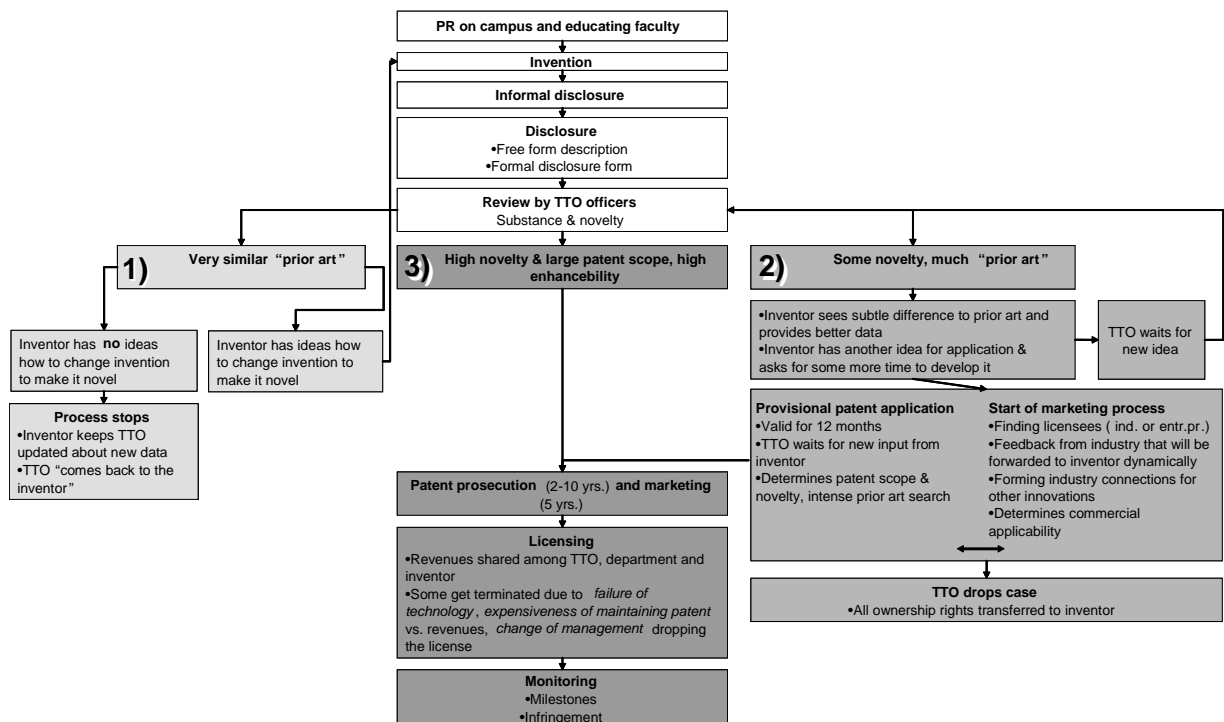 PR on campus and educating faculty
Invention
Informal disclosure
Disclosure
•Free form description
•Formal disclosure form
Review by TTO officers
Substance & novelty
1)
Very similar “prior art”
Inventor has no ideas
how to change invention
to make it novel
Inventor has ideas how
to change invention to
make it novel
Process stops
•Inventor keeps TTO
updated about new data
•TTO “comes back to the
inventor”
3)
High novelty & large patent scope, high
enhancebility
2)
Some novelty, much “prior art”
•Inventor sees subtle difference to prior art and
provides better data
•Inventor has another idea for application &
asks for some more time to develop it
TTO waits for
new idea
Provisional patent application
•Valid for 12 months
•TTO waits for new input from
inventor
•Determines patent scope &
novelty, intense prior art search
Start of marketing process
•Finding licensees ( ind. or entr.pr.)
•Feedback from industry that will be
forwarded to inventor dynamically
•Forming industry connections for
other innovations
•Determines commercial
applicability
TTO drops case
•All ownership rights transferred to inventor
Patent prosecution (2-10 yrs.) and marketing
(5 yrs.)
Licensing
•Revenues shared among TTO, department and
inventor
•Some get terminated due to failure of
technology, expensiveness of maintaining patent
vs. revenues, change of management dropping
the license
Monitoring
•Milestones
•Infringement